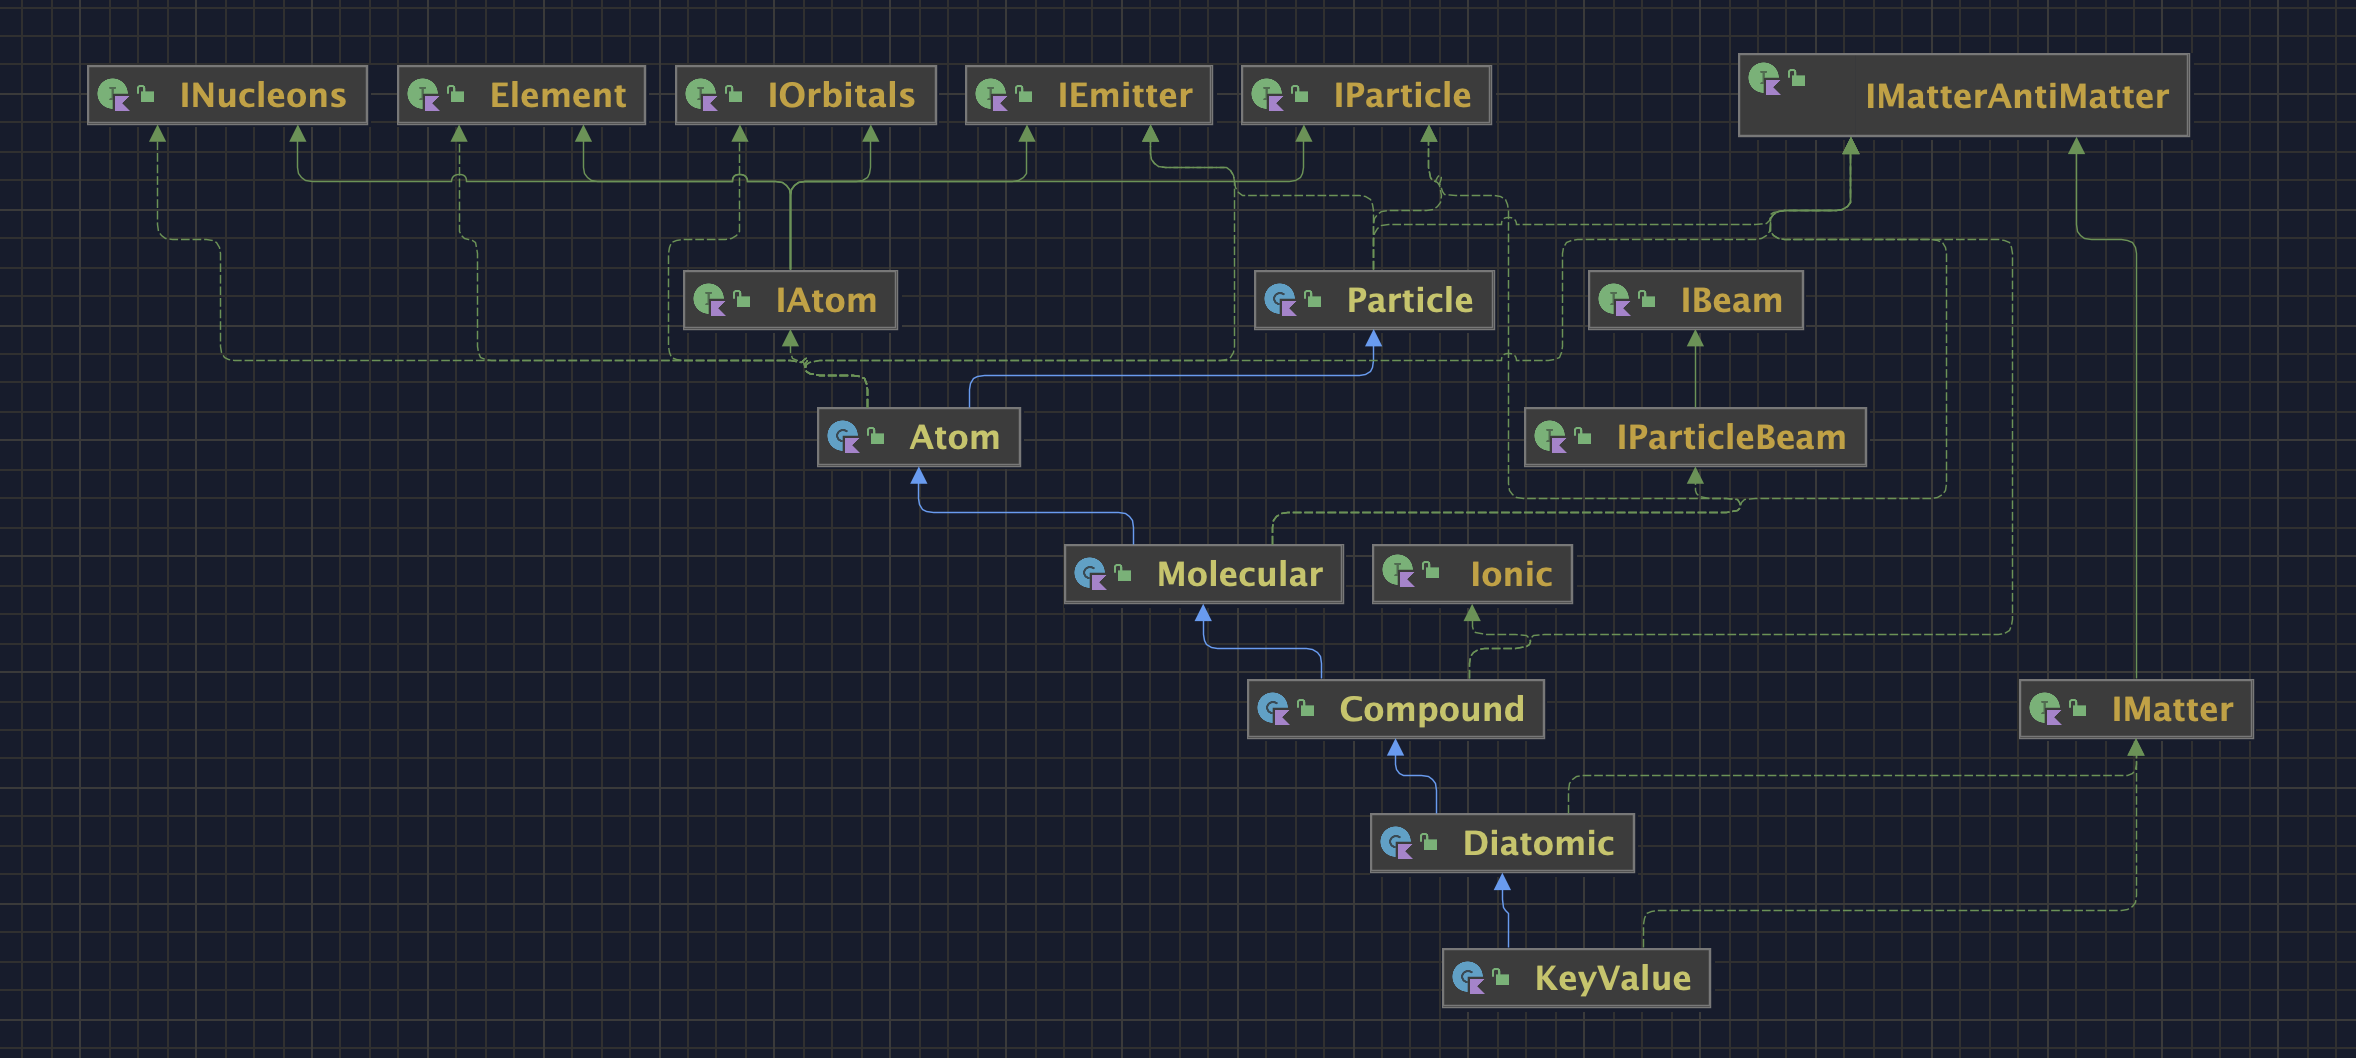 INucleons
Element
IOrbitals
IEmitter
IParticle
IMatterAntiMatter
IAtom
Particle
IBeam
Atom
IParticleBeam
Molecular
Ionic
Compound
IMatter
Diatomic
KeyValue